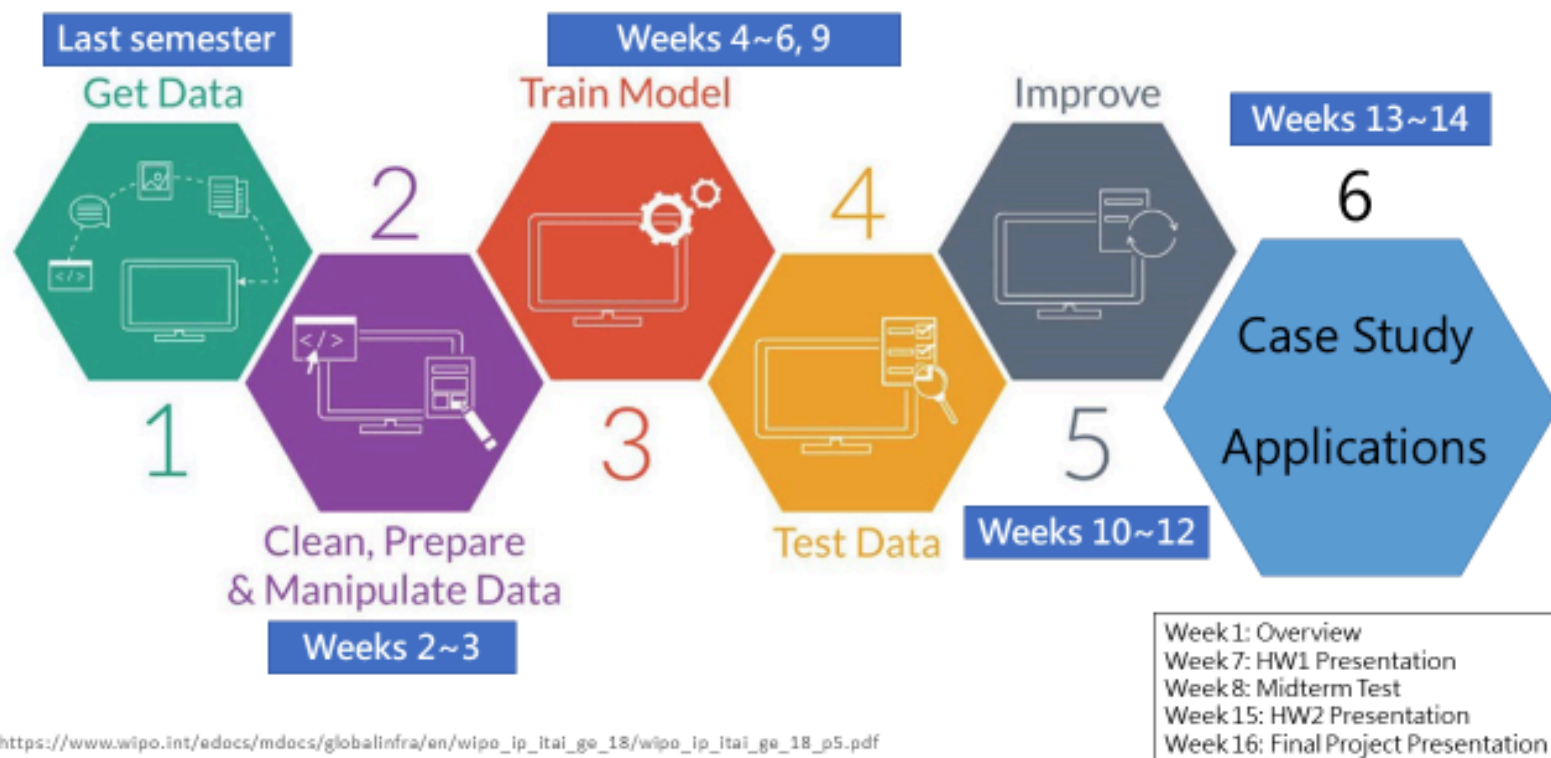 Last semester
Get Data
1
</>
2
</>
Clean, Prepare
& Manipulate Data
Weeks 2~3
Weeks 4~6, 9
Train Model
3
4
Test Data
Improve
5
Weeks 10~12
Weeks 13~14
6
Case Study
Applications
Week 1: Overview
Week 7: HW1 Presentation
Week 8: Midterm Test
Week 15: HW2 Presentation
Week 16: Final Project Presentation
https://www.wipo.int/edocs/mdocs/globalinfra/en/wipo_ip_itai_ge_18/wipo_ip_itai_ge_18_p5.pdf